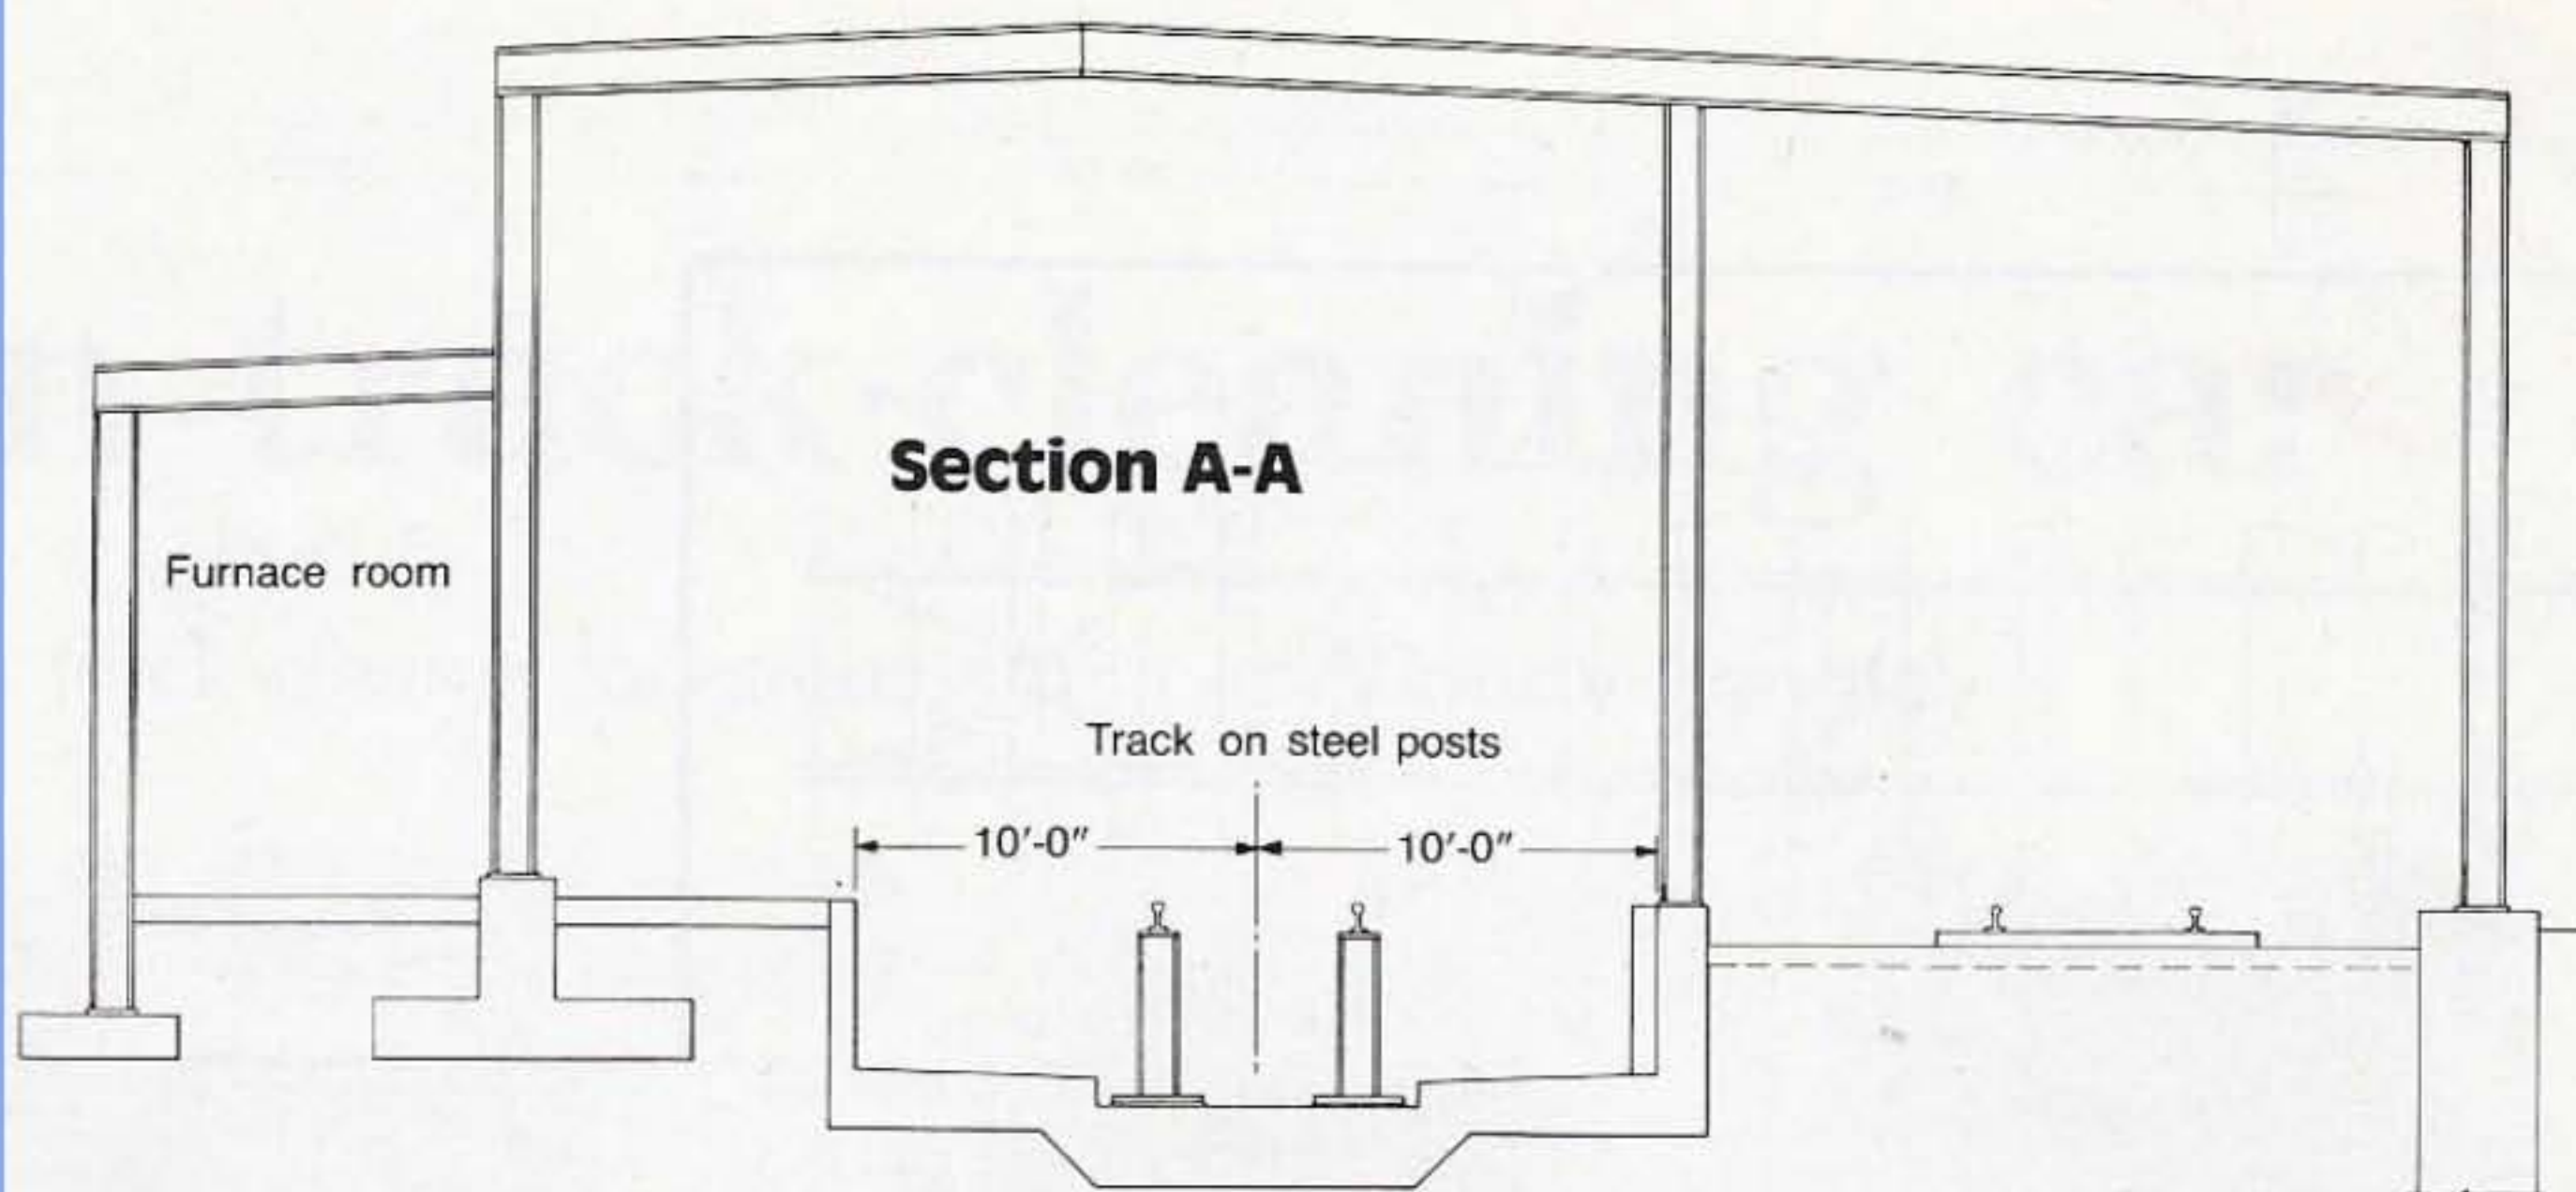 Section A-A
Furnace room
Track on steel posts
10'-0" 10'-0"